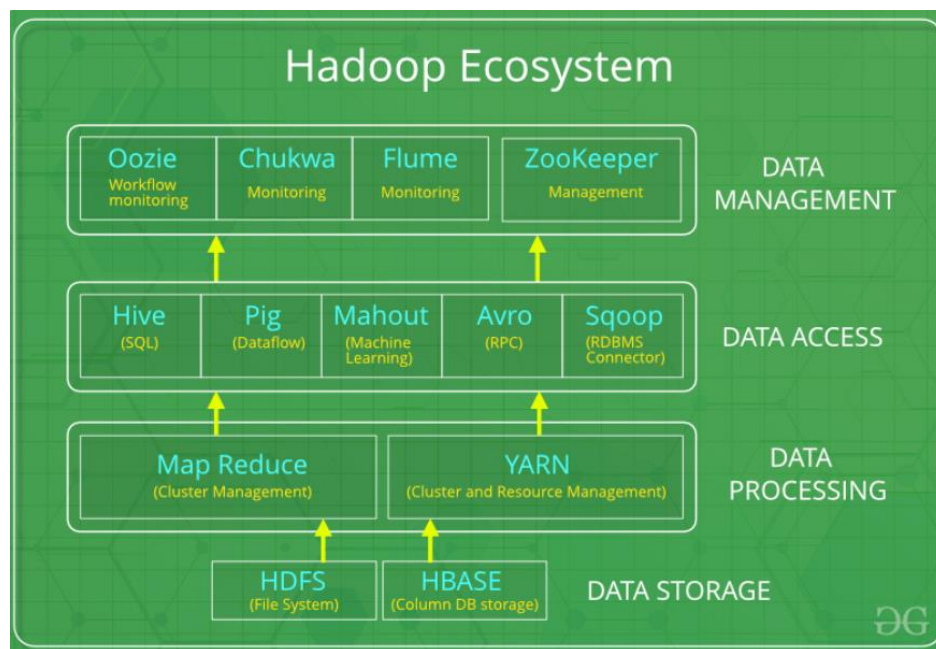 Hadoop Ecosystem
Oozie
Workflow
monitoring
Chukwa
Monitoring
Flume
Monitoring
ZooKeeper
Management
DATA
MANAGEMENT
Hive
(SQL)
Pig
(Dataflow)
Mahout
(Machine
Learning)
Avro
(RPC)
Sqoop
(RDBMS
Connector)
DATA ACCESS
Map Reduce
(Cluster Management)
YARN
(Cluster and Resource Management)
DATA
PROCESSING
HDFS
(File System)
HBASE
(Column DB storage)
DATA STORAGE